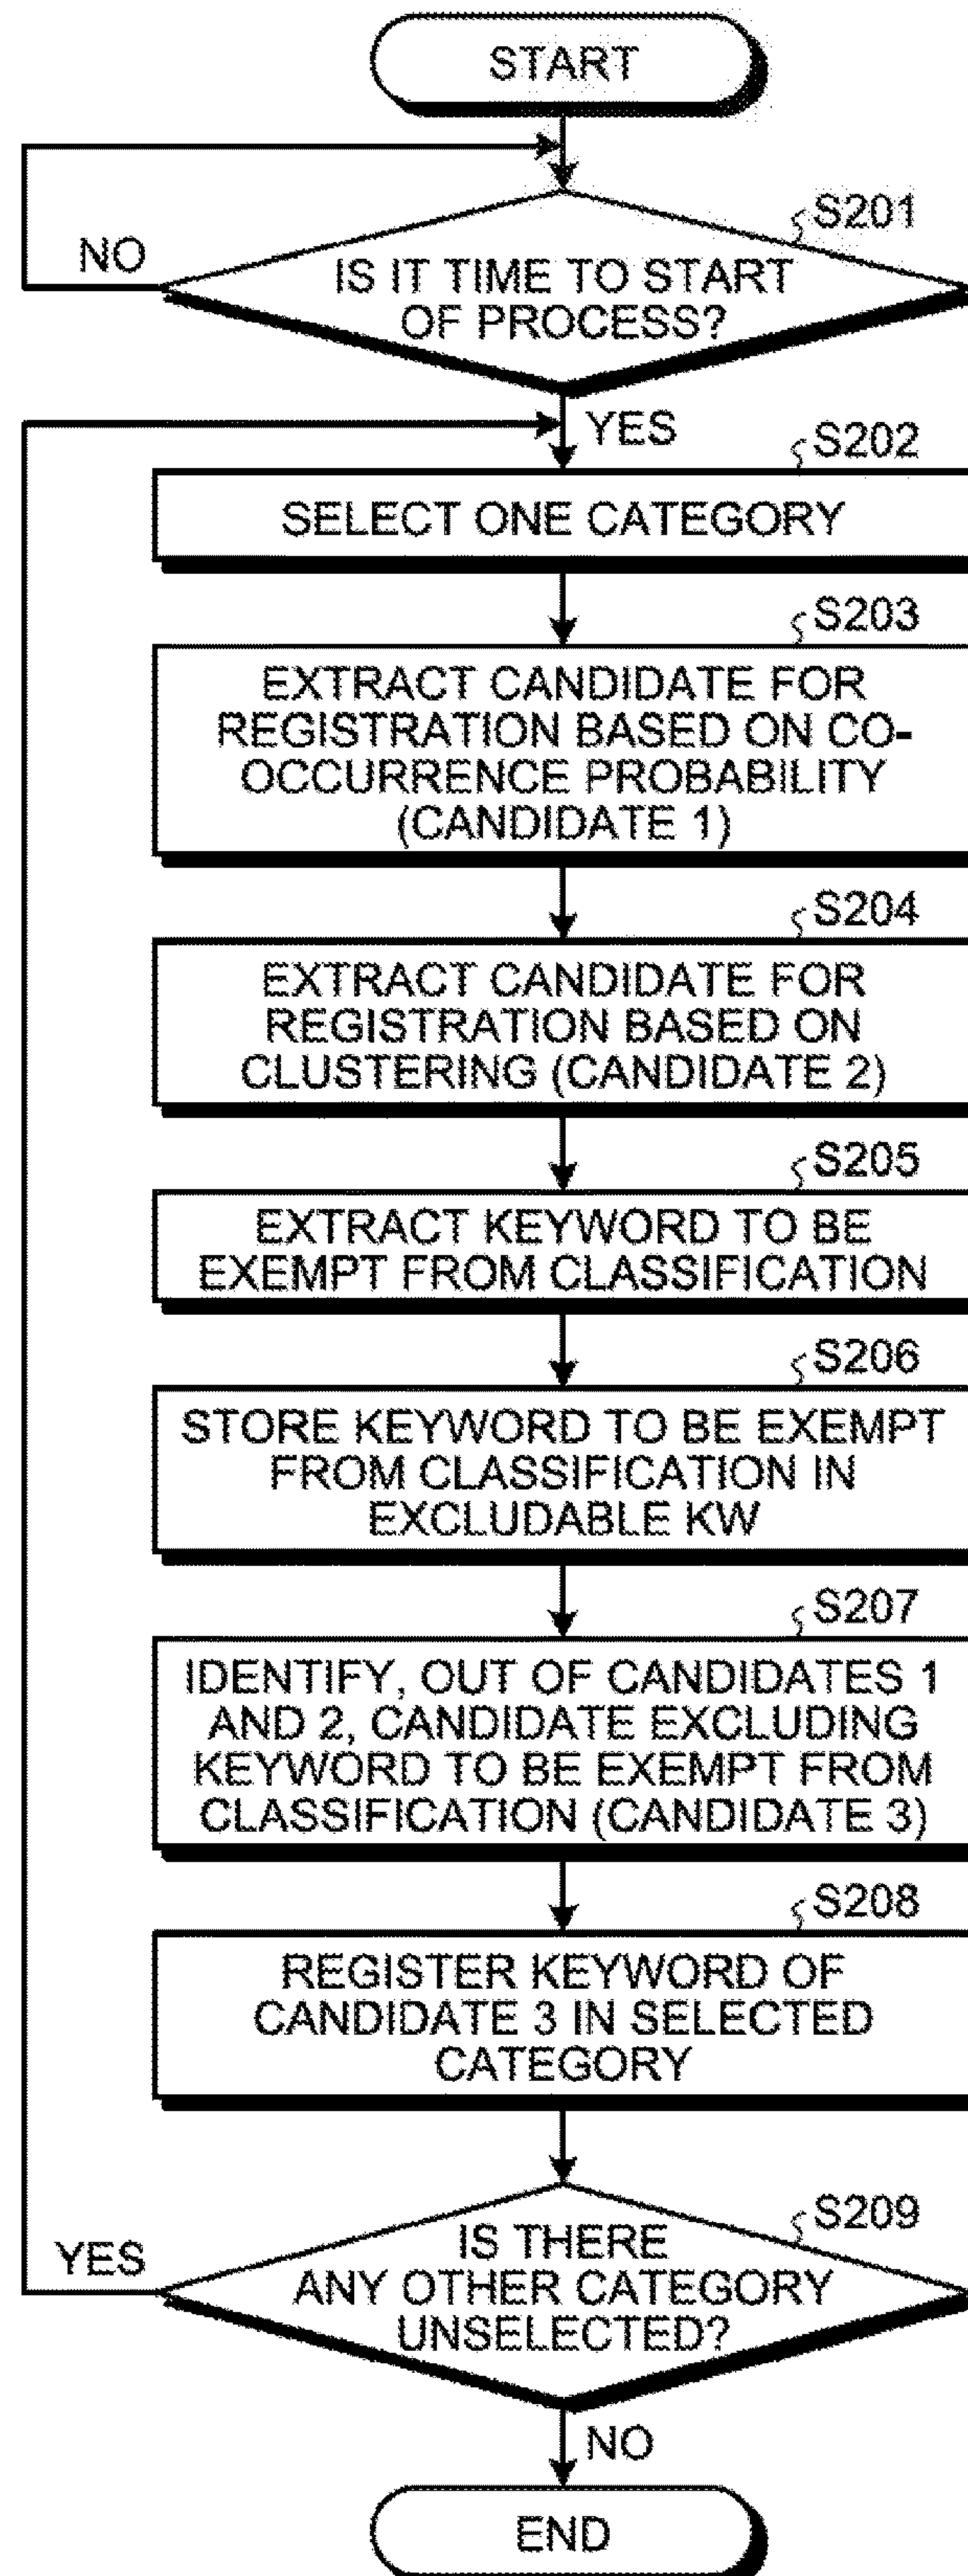 START
S201
NO
IS IT TIME TO START
OF PROCESS?
YES
S202
SELECT ONE CATEGORY
S203
EXTRACT CANDIDATE FOR
REGISTRATION BASED ON CO-
OCCURRENCE PROBABILITY
(CANDIDATE 1)
S204
EXTRACT CANDIDATE FOR
REGISTRATION BASED ON
CLUSTERING (CANDIDATE 2)
S205
EXTRACT KEYWORD TO BE
EXEMPT FROM CLASSIFICATION
S206
STORE KEYWORD TO BE EXEMPT
FROM CLASSIFICATION IN
EXCLUDABLE KW
S207
IDENTIFY, OUT OF CANDIDATES 1
AND 2, CANDIDATE EXCLUDING
KEYWORD TO BE EXEMPT FROM
CLASSIFICATION (CANDIDATE 3)
S208
REGISTER KEYWORD OF
CANDIDATE 3 IN SELECTED
CATEGORY
S209
YES
IS THERE
ANY OTHER CATEGORY
UNSELECTED?
NO
END